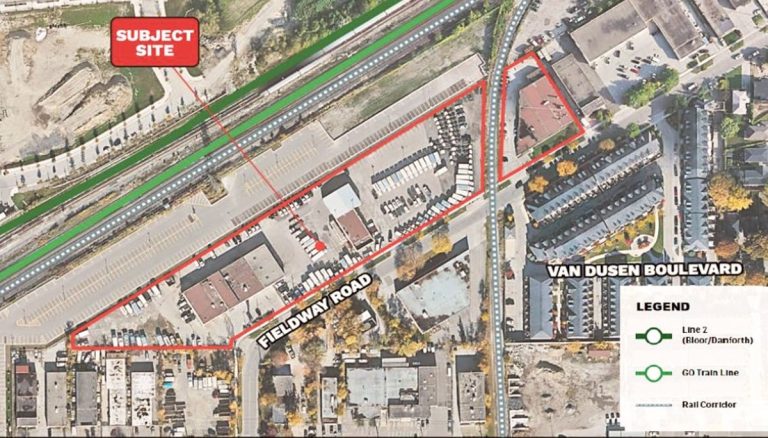 SUBJECT
SITE
FIELDWAY ROAD
VAN DUSEN BOULEVARD
LEGEND
Line 2
(Bloor/Danforth)
GO Train Line
Rail Corridor